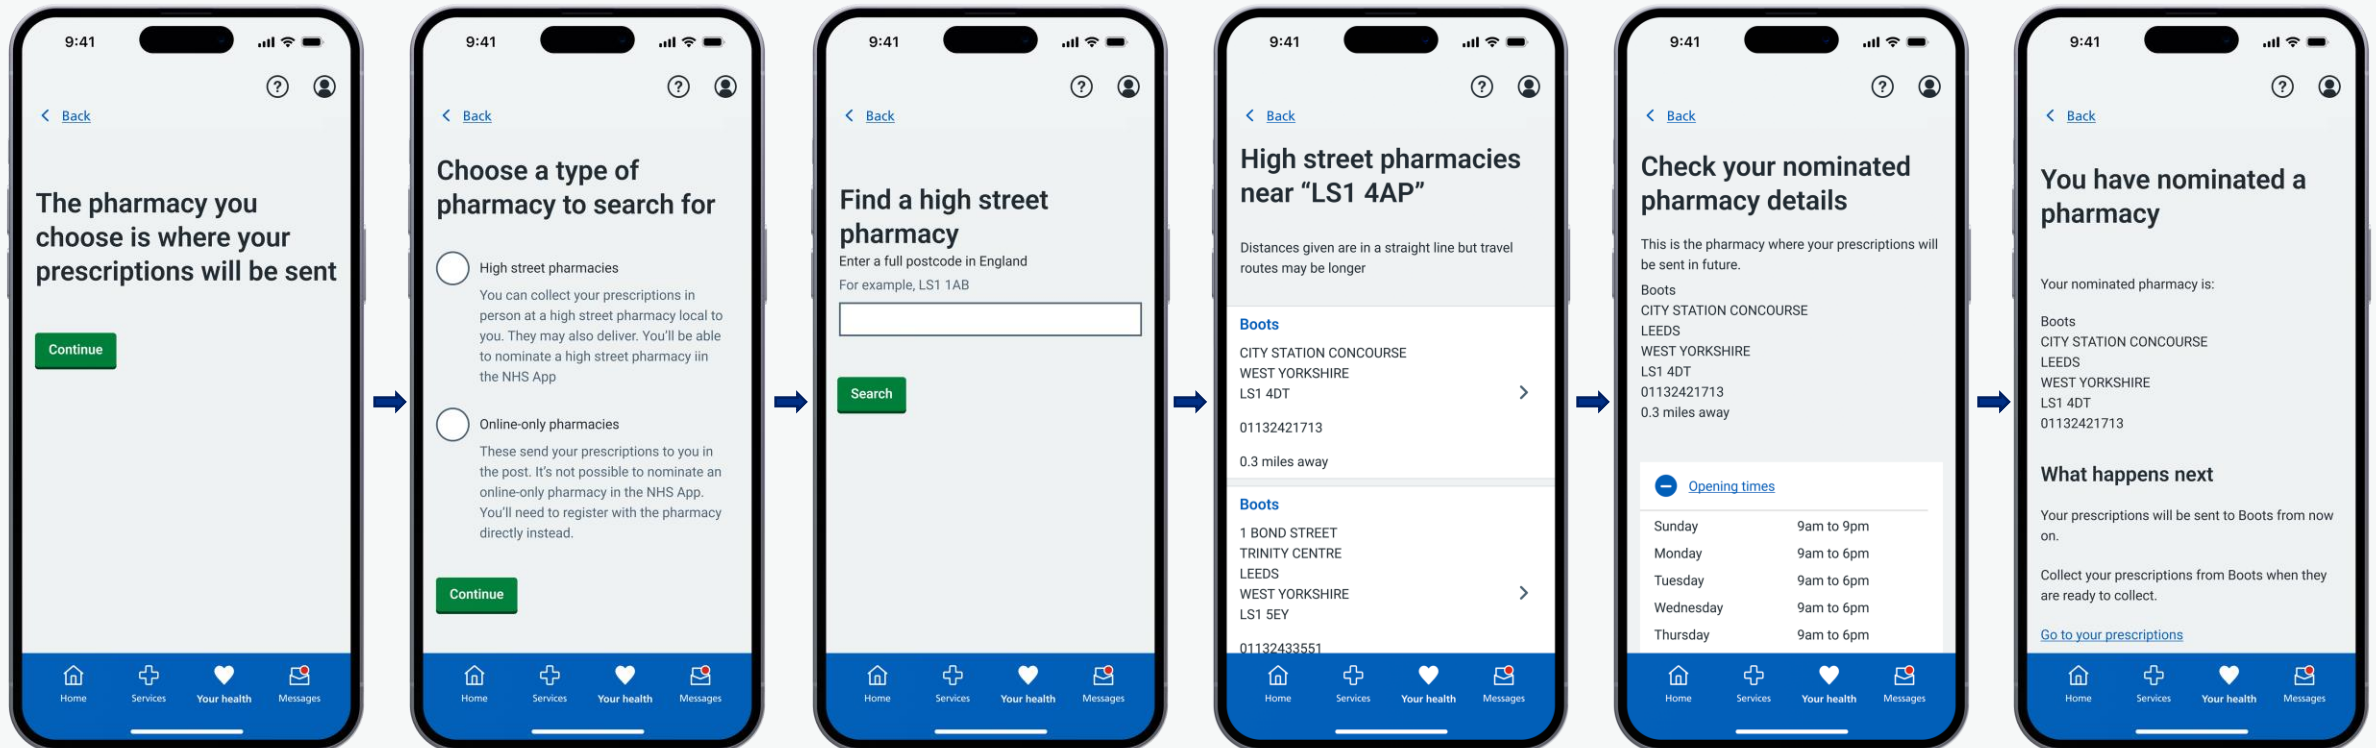 9:41
Back
The pharmacy you
choose is where your
prescriptions will be sent
Continue
Home
Services
Your health
Messages
9:41
Back
Choose a type of
pharmacy to search for
High street pharmacies
You can collect your prescriptions in
person at a high street pharmacy local to
you. They may also deliver. You'll be able
to nominate a high street pharmacy iin
the NHS App
Online-only pharmacies
These send your prescriptions to you in
the post. It's not possible to nominate an
online-only pharmacy in the NHS App.
You'll need to register with the pharmacy
directly instead.
Continue
Home
Services
Your health
Messages
9:41
Back
Find a high street
pharmacy
Enter a full postcode in England
For example, LS1 1AB
Search
Home
Services
Your health
Messages
9:41
Back
High street pharmacies
near “LS1 4AP”
Distances given are in a straight line but travel
routes may be longer
Boots
CITY STATION CONCOURSE
WEST YORKSHIRE
LS1 4DT
01132421713
0.3 miles away
Boots
1 BOND STREET
TRINITY CENTRE
LEEDS
WEST YORKSHIRE
LS1 5EY
01132433551
Home
Services
Your health
Messages
9:41
Back
Check your nominated
pharmacy details
This is the pharmacy where your prescriptions will
be sent in future.
Boots
CITY STATION CONCOURSE
LEEDS
WEST YORKSHIRE
LS1 4DT
01132421713
0.3 miles away
Opening times
Sunday 9am to 9pm
Monday 9am to 6pm
Tuesday 9am to 6pm
Wednesday 9am to 6pm
Thursday 9am to 6pm
Home
Services
Your health
Messages
9:41
Back
You have nominated a
pharmacy
Your nominated pharmacy is:
Boots
CITY STATION CONCOURSE
LEEDS
WEST YORKSHIRE
LS1 4DT
01132421713
What happens next
Your prescriptions will be sent to Boots from now
on.
Collect your prescriptions from Boots when they
are ready to collect.
Go to your prescriptions
Home
Services
Your health
Messages